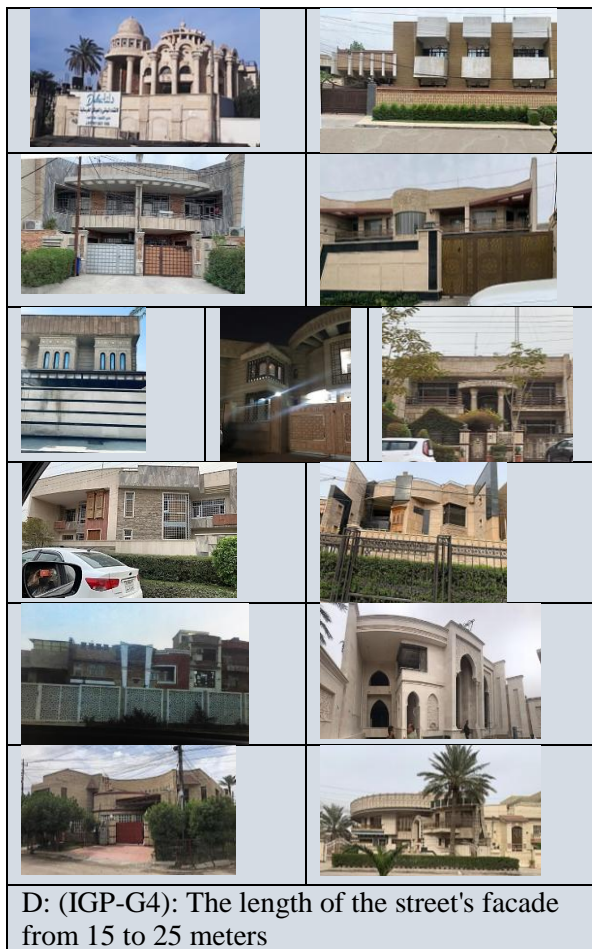 D: (IGP-G4): The length of the street's facade
from 15 to 25 meters